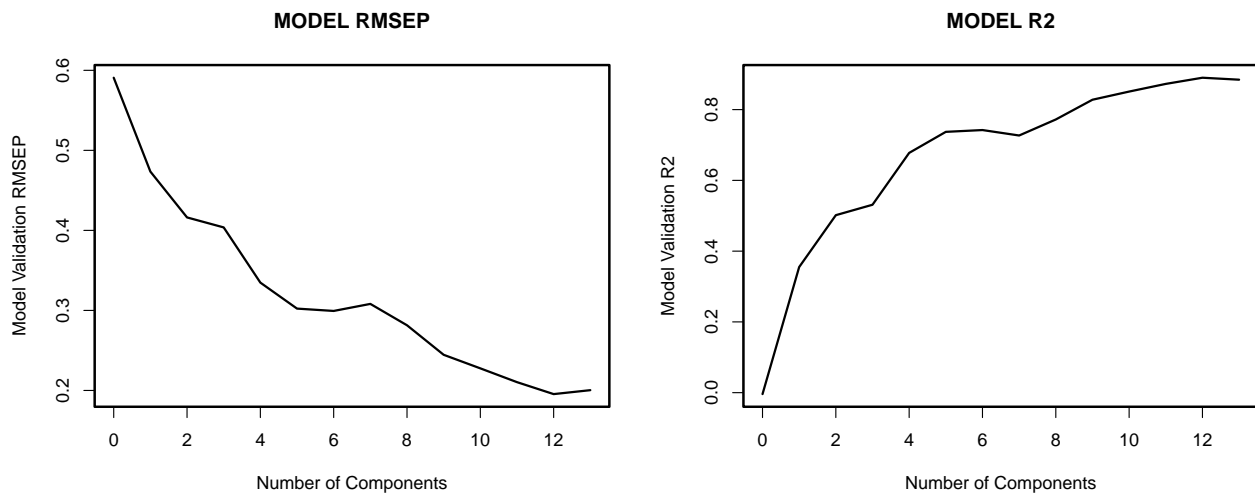 MODEL RMSEP
Model Validation RMSEP
0.6
0.5
0.4
0.3
0.2
0 2 4 6 8 10 12
Number of Components
MODEL R2
Model Validation R2
0.8
0.6
0.4
0.2
0.0
0 2 4 6 8 10 12
Number of Components